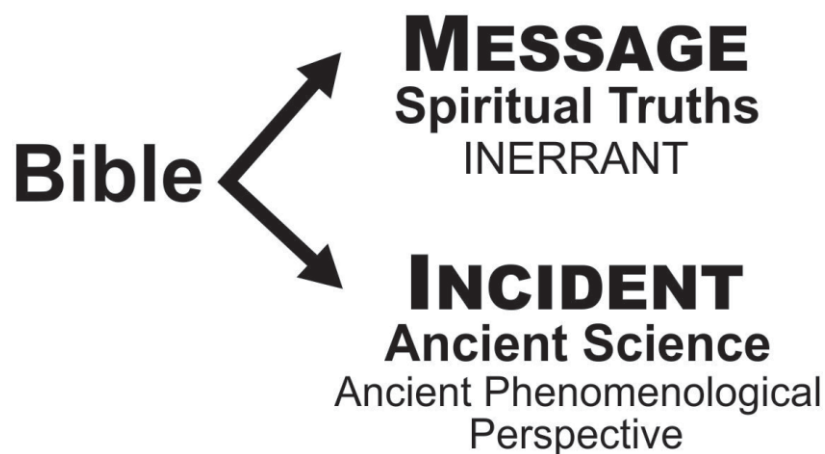 Bible
MESSAGE
Spiritual Truths
INERRANT
INCIDENT
Ancient Science
Ancient Phenomenological
Perspective